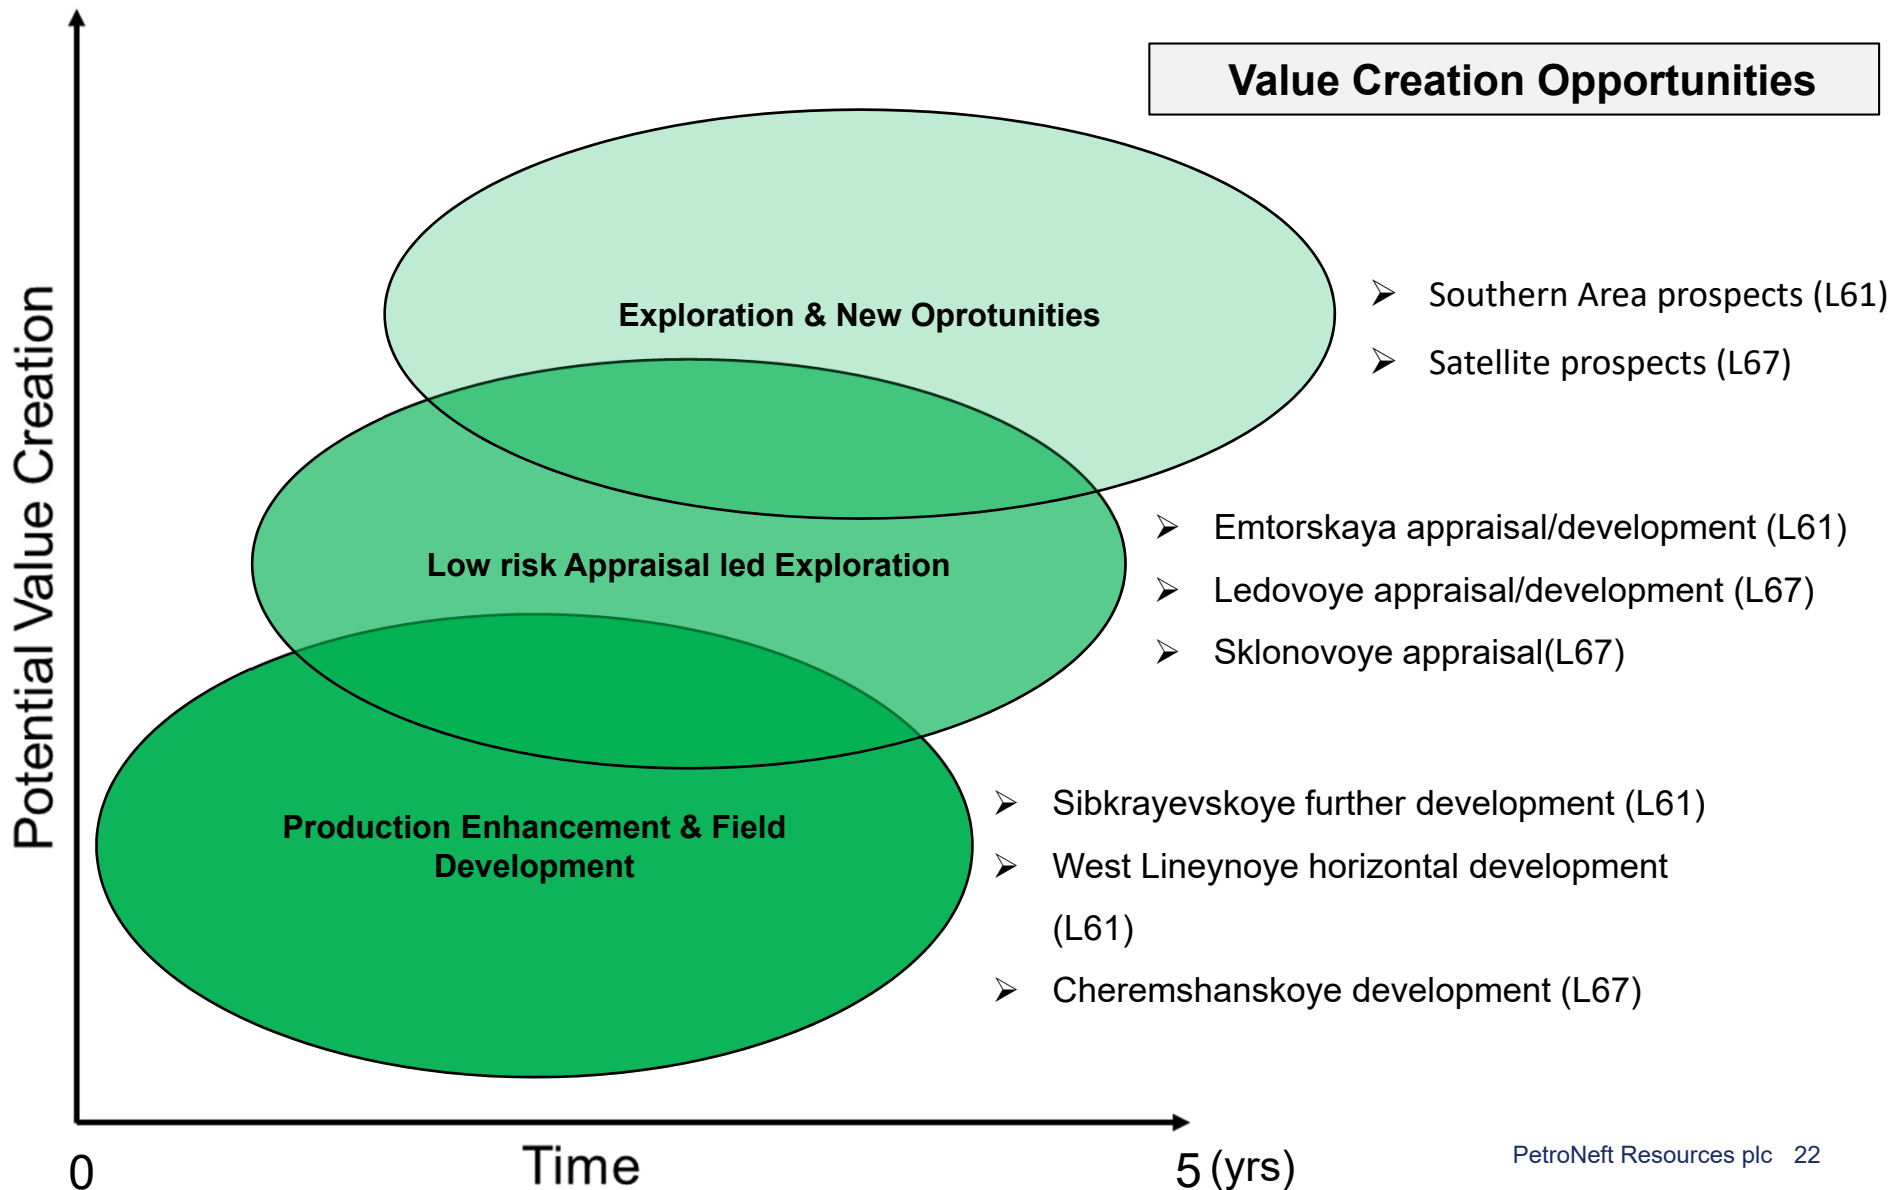 Value Creation Opportunities
Potential Value Creation
Exploration & New Oprotunities
➢ Southern Area prospects (L61)
➢ Satellite prospects (L67)
Low risk Appraisal led Exploration
➢ Emtorskaya appraisal/development (L61)
➢ Ledovoye appraisal/development (L67)
➢ Sklonovoye appraisal(L67)
Production Enhancement & Field
Development
➢ Sibkrayevskoye further development (L61)
➢ West Lineynoye horizontal development
(L61)
➢ Cheremshanskoye development (L67)
0
Time
5 (yrs)
PetroNeft Resources plc 22